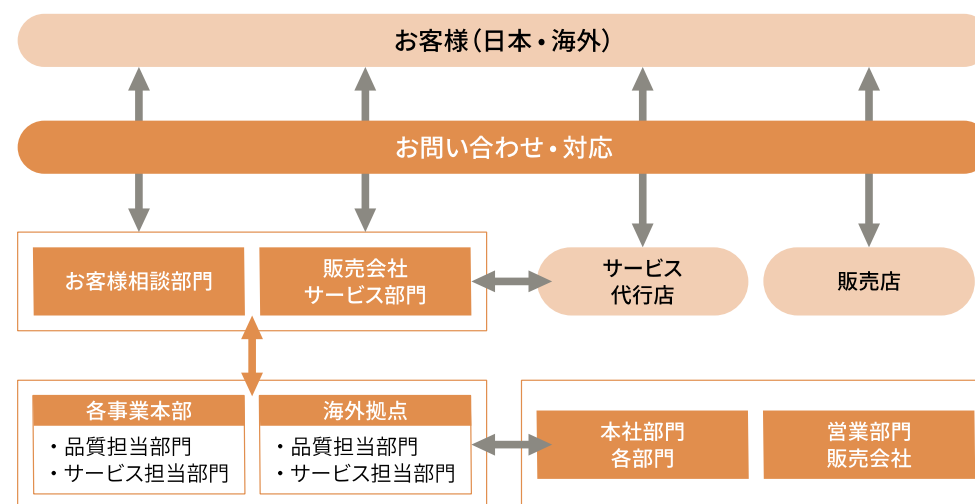 お客様（日本・海外）
お問い合わせ・対応
お客様相談部門
販売会社
サービス部門
サービス
代行店
販売店
各事業本部
・品質担当部門
・サービス担当部門
海外拠点
・品質担当部門
・サービス担当部門
本社部門
各部門
営業部門
販売会社